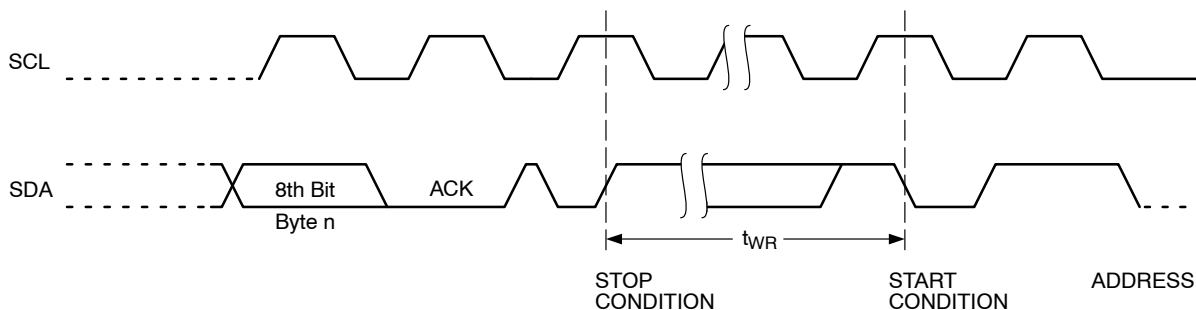 SCL
SDA
8th Bit
Byte n
ACK
tWR
STOP
CONDITION
START
CONDITION
ADDRESS